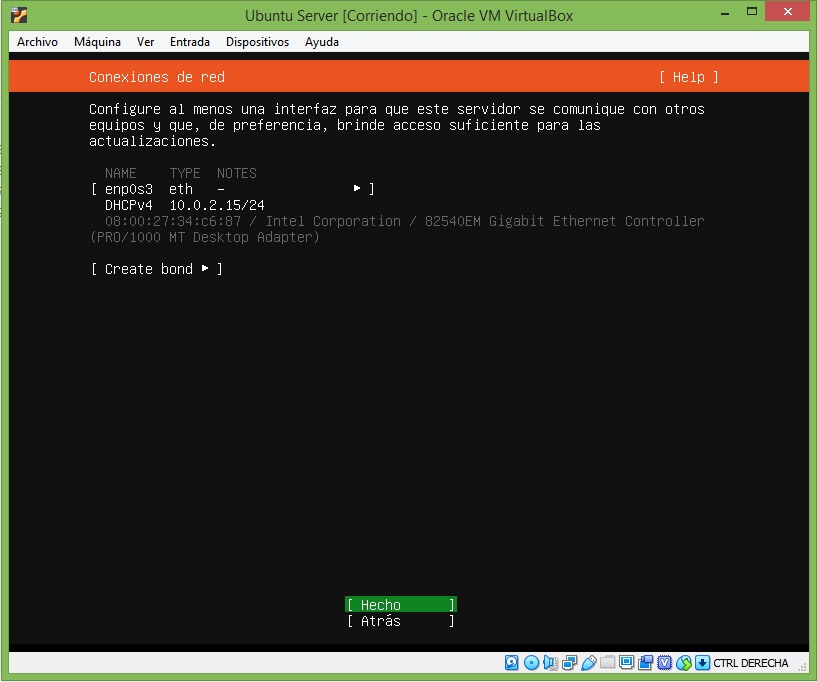 Ubuntu Server [Corriendo] - Oracle VM VirtualBox
Archivo Máquina Ver Entrada Dispositivos Ayuda
Conexiones de red [ Help ]
Configure al menos una interfaz para que este servidor se comunique con otros
equipos y que, de preferencia, brinde acceso suficiente para las
actualizaciones.
NAME TYPE NOTES
[ enp0s3 eth - ▸ ]
DHCPv4 10.0.2.15/24
08:00:27:34:c6:87 / Intel Corporation / 82540EM Gigabit Ethernet Controller
(PRO/1000 MT Desktop Adapter)
[ Create bond ▸ ]
[ Hecho ]
[ Atrás ]
CTRL DERECHA